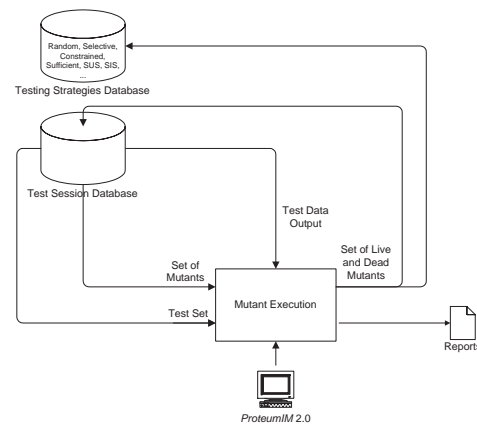 Random, Selective,
Constrained,
Sufficient, SUS, SIS,
...
Testing Strategies Database
Test Session Database
Test Data
Output
Set of
Mutants
Set of Live
and Dead
Mutants
Mutant Execution
Test Set
Reports
ProteumIM 2.0